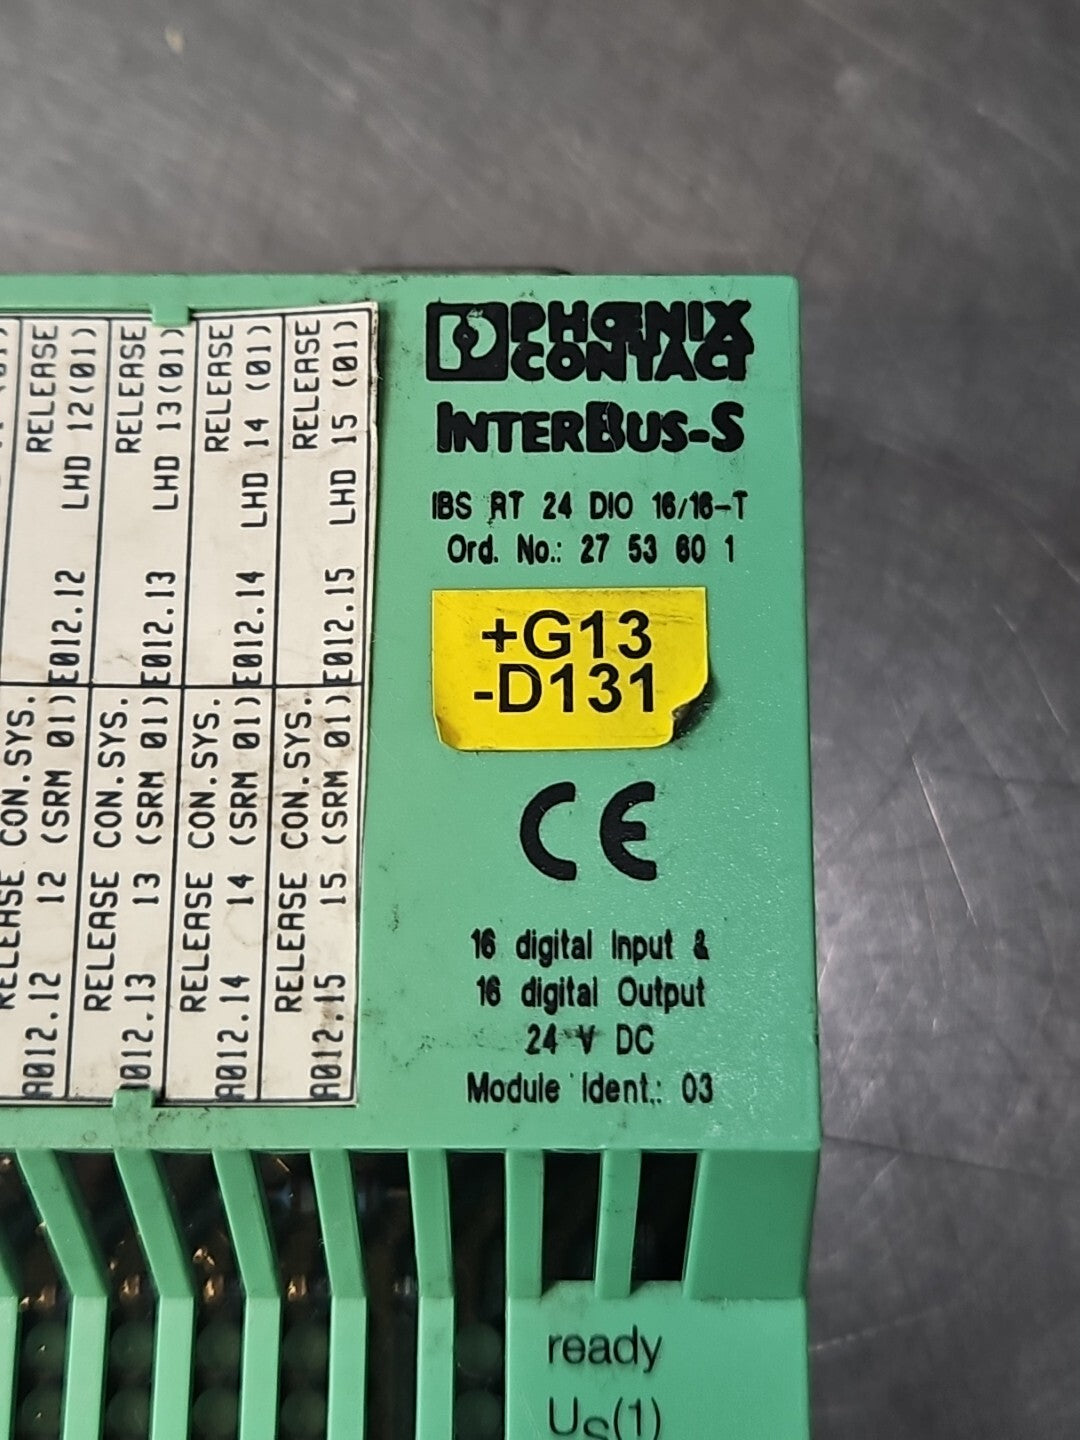 PHOENIX
CONTACT
INTERBUS-S
IBS RT 24 DIO 16/16-T
Ord. No.: 27 53 60 1
+G13
-D131
CE
16 digital Input &
16 digital Output
24 V DC
Module Ident.: 03
ready
US(1)
RELEASE
LHD 12(01)
E012.12
RELEASE
LHD 13(01)
E012.13
RELEASE
LHD 14 (01)
E012.14
RELEASE
LHD 15 (01)
E012.15
RELEASE CON.SYS.
A012.12 12 (SRM 01)
RELEASE CON.SYS.
A012.13 13 (SRM 01)
RELEASE CON.SYS.
A012.14 14 (SRM 01)
RELEASE CON.SYS.
A012.15 15 (SRM 01)